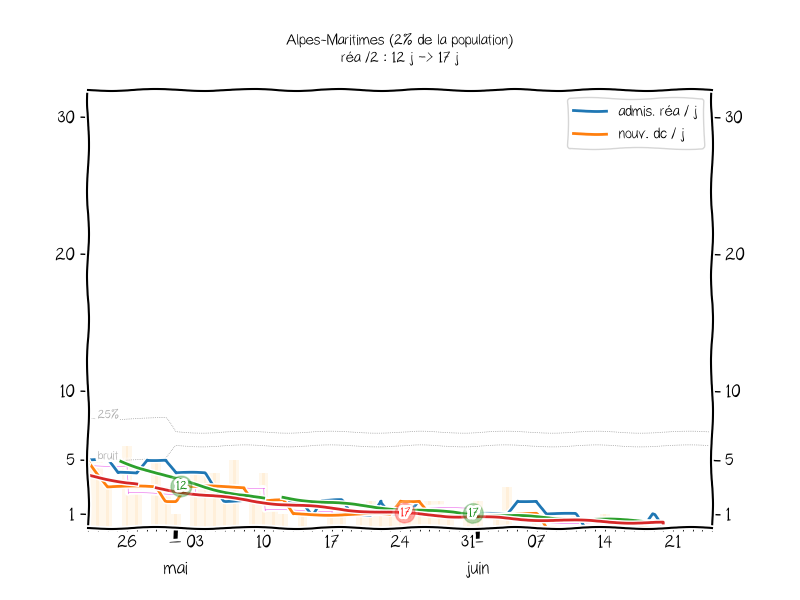 Alpes-Maritimes (2% de la population)
réa /2 : 12 j -> 17 j
admis. réa / j
nouv. dc / j
30 30
20 20
10 10
25%
bruit
5 5
12
17 17
1 1
26 03 10 17 24 31 07 14 21
mai juin